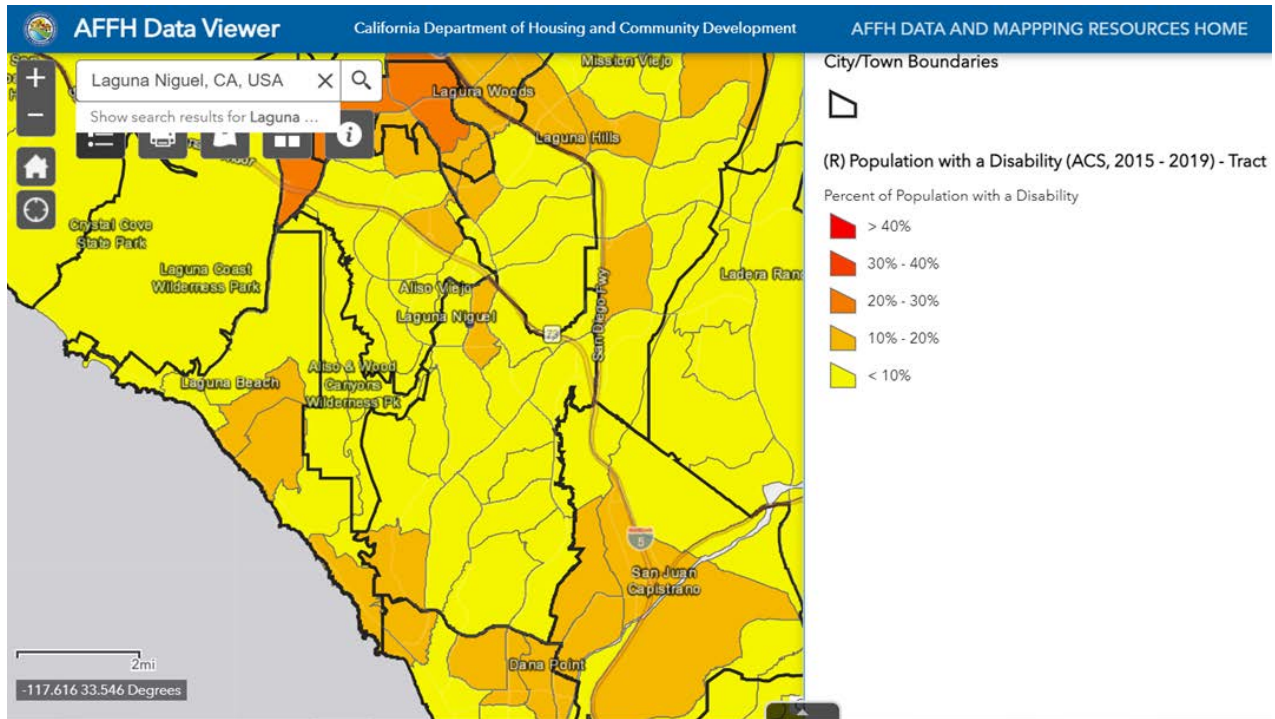 AFFH Data Viewer
California Department of Housing and Community Development
AFFH DATA AND MAPPPING RESOURCES HOME
+
Laguna Niguel, CA, USA
Show search results for Laguna ...
−
Mission Viejo
Laguna Woods
Laguna Hills
Crystal Cove
State Park
Laguna Coast
Wilderness Park
Aliso Viejo
Laguna Niguel
73
San Diego Fwy
Ladera Ran
Laguna Beach
Aliso & Wood
Canyons
Wilderness Pk
5
San Juan
Capistrano
Dana Point
2mi
-117.616 33.546 Degrees
City/Town Boundaries
(R) Population with a Disability (ACS, 2015 - 2019) - Tract
Percent of Population with a Disability
> 40%
30% - 40%
20% - 30%
10% - 20%
< 10%